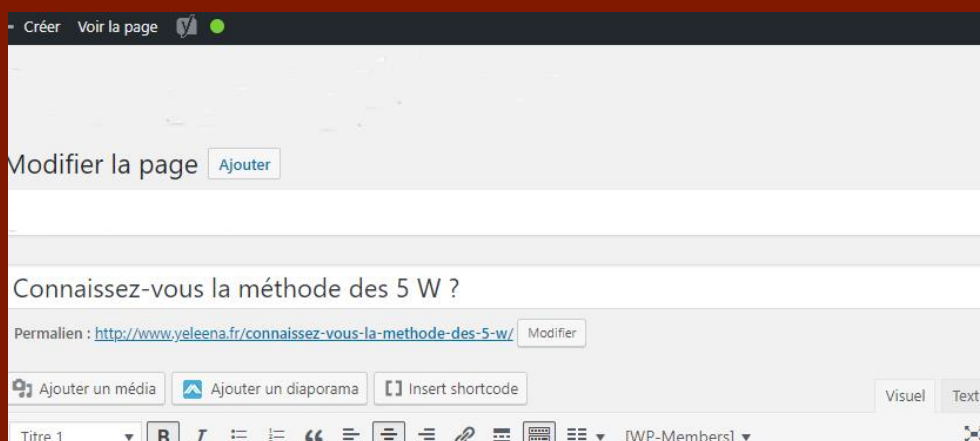 Créer Voir la page
Modifier la page Ajouter
Connaissez-vous la méthode des 5 W ?
Permalien : http://www.yeleena.fr/connaissez-vous-la-methode-des-5-w/ Modifier
Ajouter un média Ajouter un diaporama [ ] Insert shortcode Visuel Text
Titre 1 B I [WP-Members]